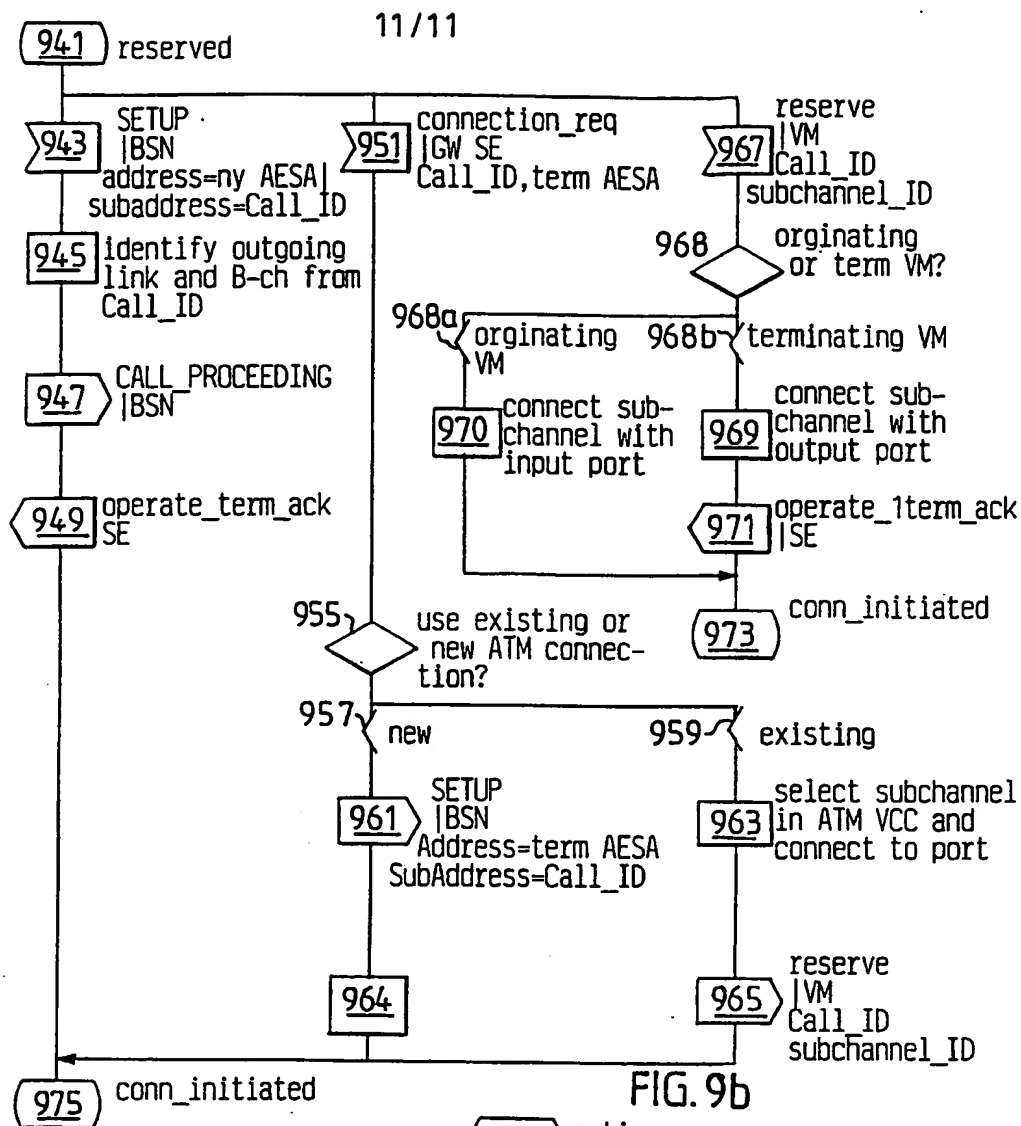 11/11
941 reserved
943 SETUP
|BSN
address=ny AESA|
subaddress=Call_ID
945 identify outgoing
link and B-ch from
Call_ID
947 CALL_PROCEEDING
|BSN
949 operate_term_ack
SE
951 connection_req
|GW SE
Call_ID,term AESA
967 reserve
|VM
Call_ID
subchannel_ID
968 orginating
or term VM?
968a orginating
VM
968b terminating VM
970 connect sub-
channel with
input port
969 connect sub-
channel with
output port
971 operate_1term_ack
|SE
973 conn_initiated
955 use existing or
new ATM connec-
tion?
957 new
959 existing
961 SETUP
|BSN
Address=term AESA
SubAddress=Call_ID
963 select subchannel
in ATM VCC and
connect to port
964
965 reserve
|VM
Call_ID
subchannel_ID
975 conn_initiated
FIG. 9b